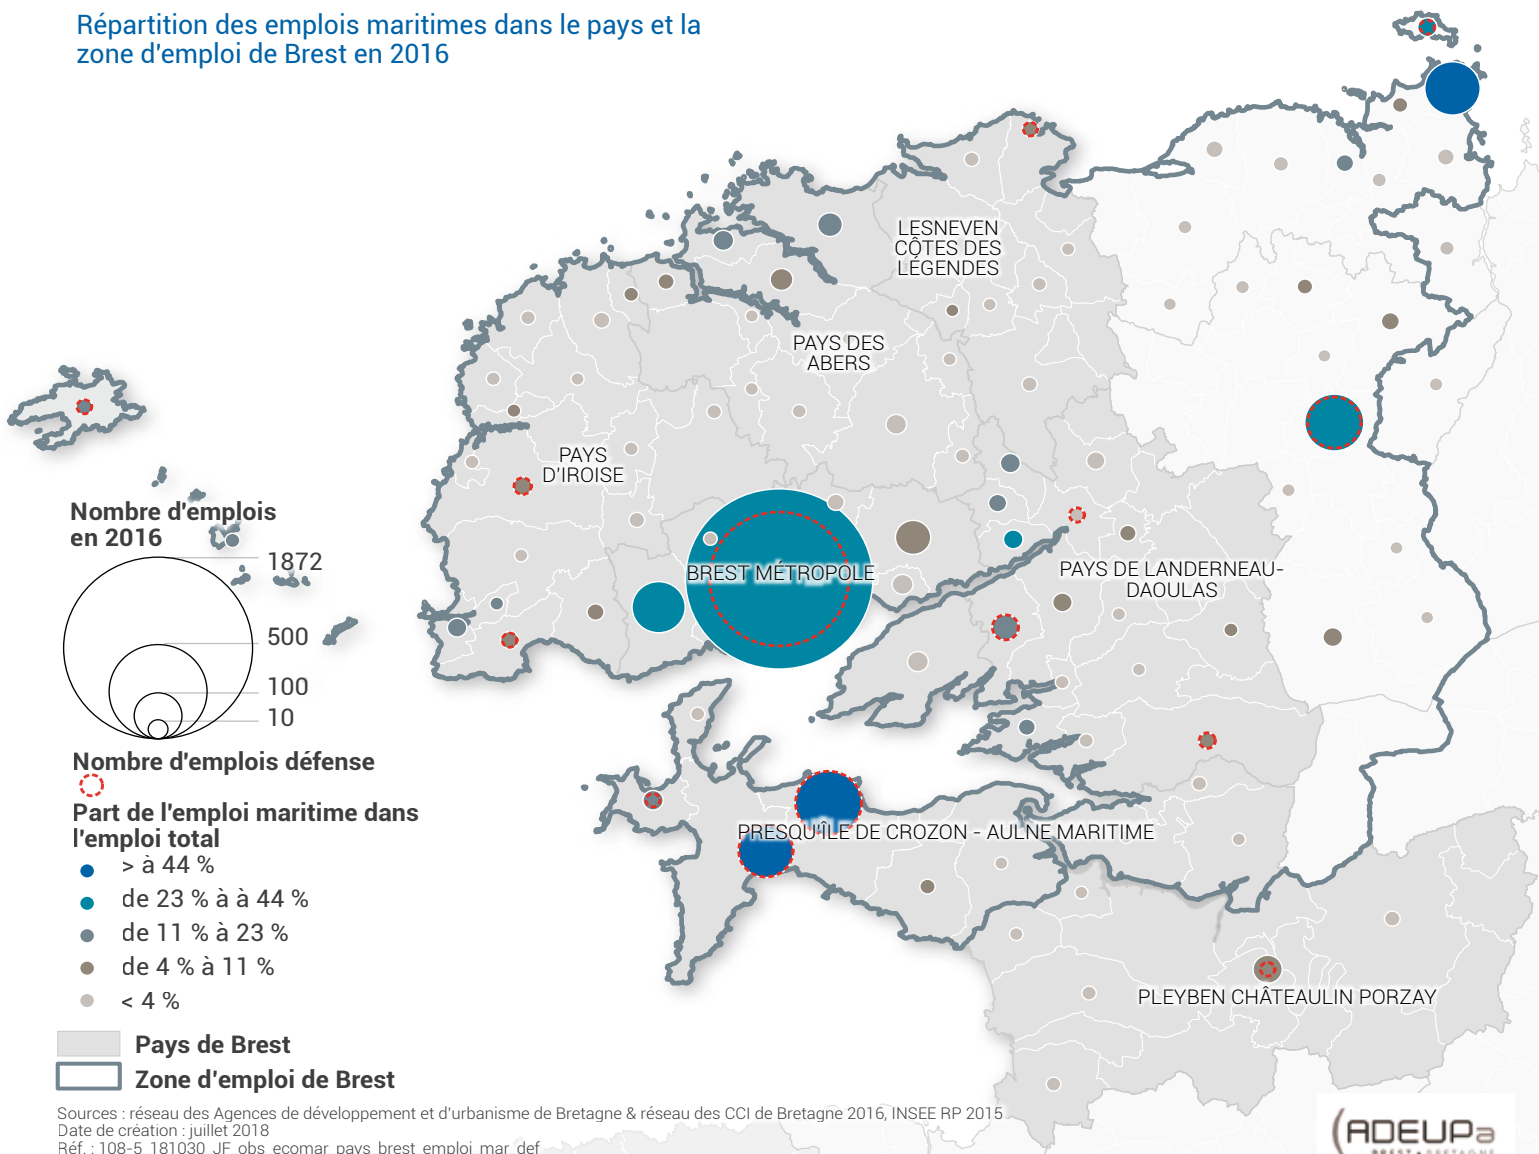 Répartition des emplois maritimes dans le pays et la
zone d'emploi de Brest en 2016
LESNEVEN
CÔTES DES
LÉGENDES
PAYS DES
ABERS
PAYS
D'IROISE
BREST MÉTROPOLE
PAYS DE LANDERNEAU-
DAOULAS
PRESQU'ÎLE DE CROZON - AULNE MARITIME
PLEYBEN CHÂTEAULIN PORZAY
Nombre d'emplois
en 2016
1872
500
100
10
Nombre d'emplois défense
Part de l'emploi maritime dans
l'emploi total
> à 44 %
de 23 % à à 44 %
de 11 % à 23 %
de 4 % à 11 %
< 4 %
Pays de Brest
Zone d'emploi de Brest
Sources : réseau des Agences de développement et d'urbanisme de Bretagne & réseau des CCI de Bretagne 2016, INSEE RP 2015
Date de création : juillet 2018
Réf. : 108-5_181030_JF_obs_ecomar_pays_brest_emploi_mar_def
ADEUPa
BREST BRETAGNE